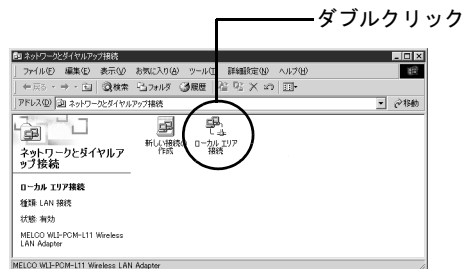 ダブルクリック
ネットワークとダイヤルアップ接続
ファイル(F) 編集(E) 表示(V) お気に入り(A) ツール(T) 詳細設定(N) ヘルプ(H)
戻る 検索 フォルダ 履歴
アドレス(D) ネットワークとダイヤルアップ接続 移動
ネットワークとダイヤルア
ップ接続
新しい接続の
作成
ローカル エリア
接続
ローカル エリア接続
種類: LAN 接続
状態: 有効
MELCO WLI-PCM-L11 Wireless
LAN Adapter
MELCO WLI-PCM-L11 Wireless LAN Adapter